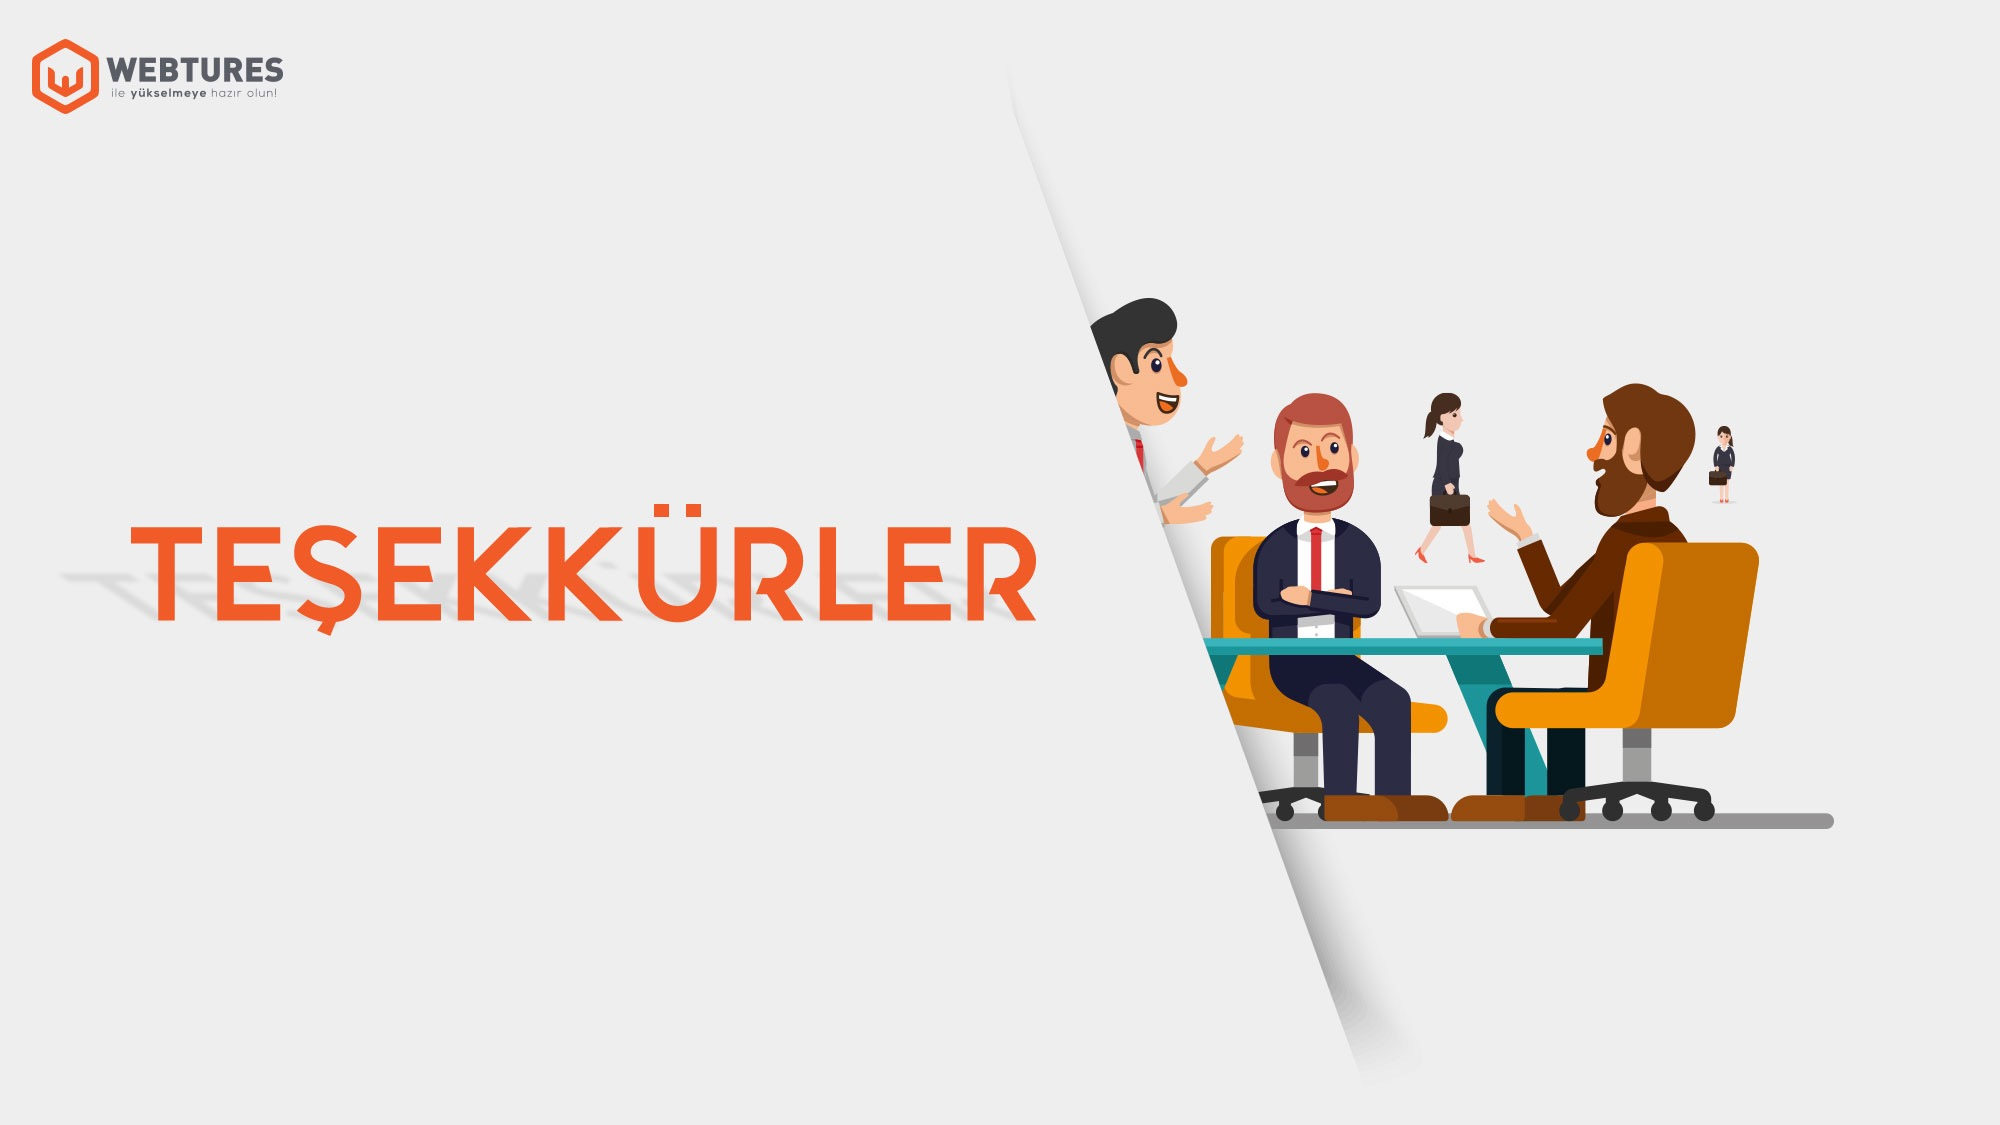 WEBTURES
ile yükselmeye hazır olun!
TEŞEKKÜRLER